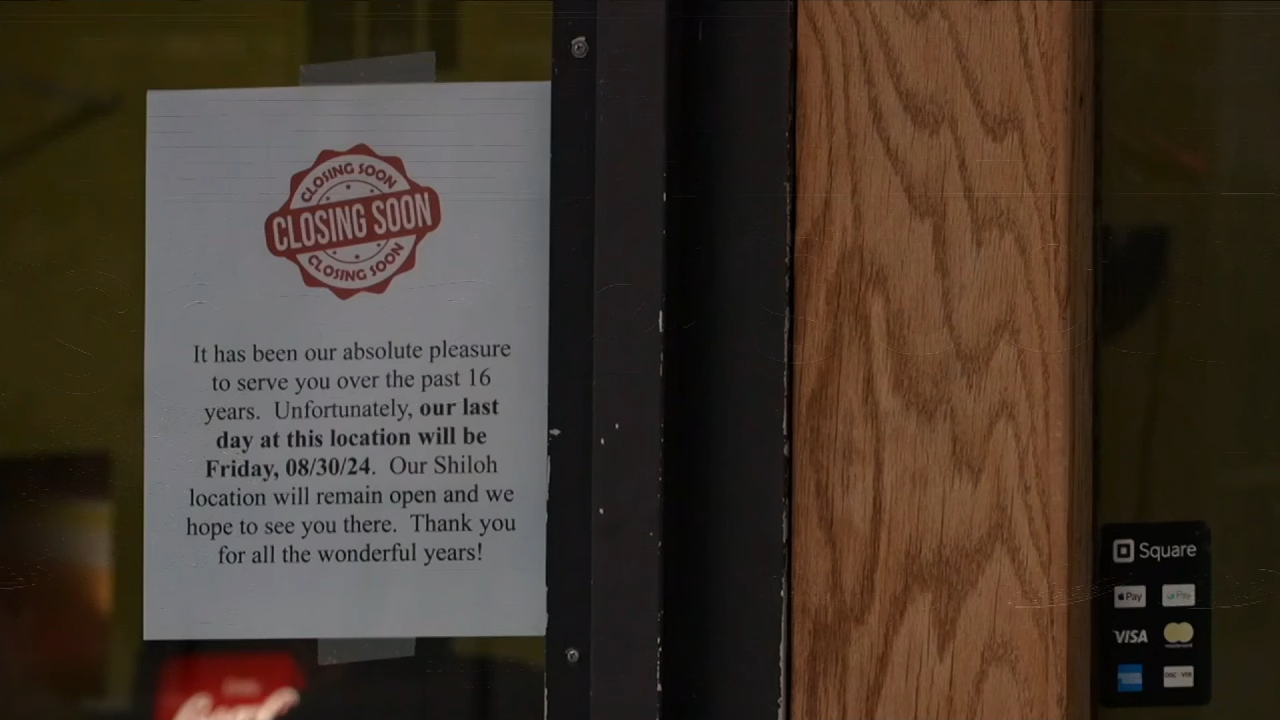 CLOSING SOON
CLOSING SOON
CLOSING SOON
It has been our absolute pleasure
to serve you over the past 16
years.  Unfortunately, our last
day at this location will be
Friday, 08/30/24.  Our Shiloh
location will remain open and we
hope to see you there.  Thank you
for all the wonderful years!
Square
Pay
Pay
VISA
DISCOVER